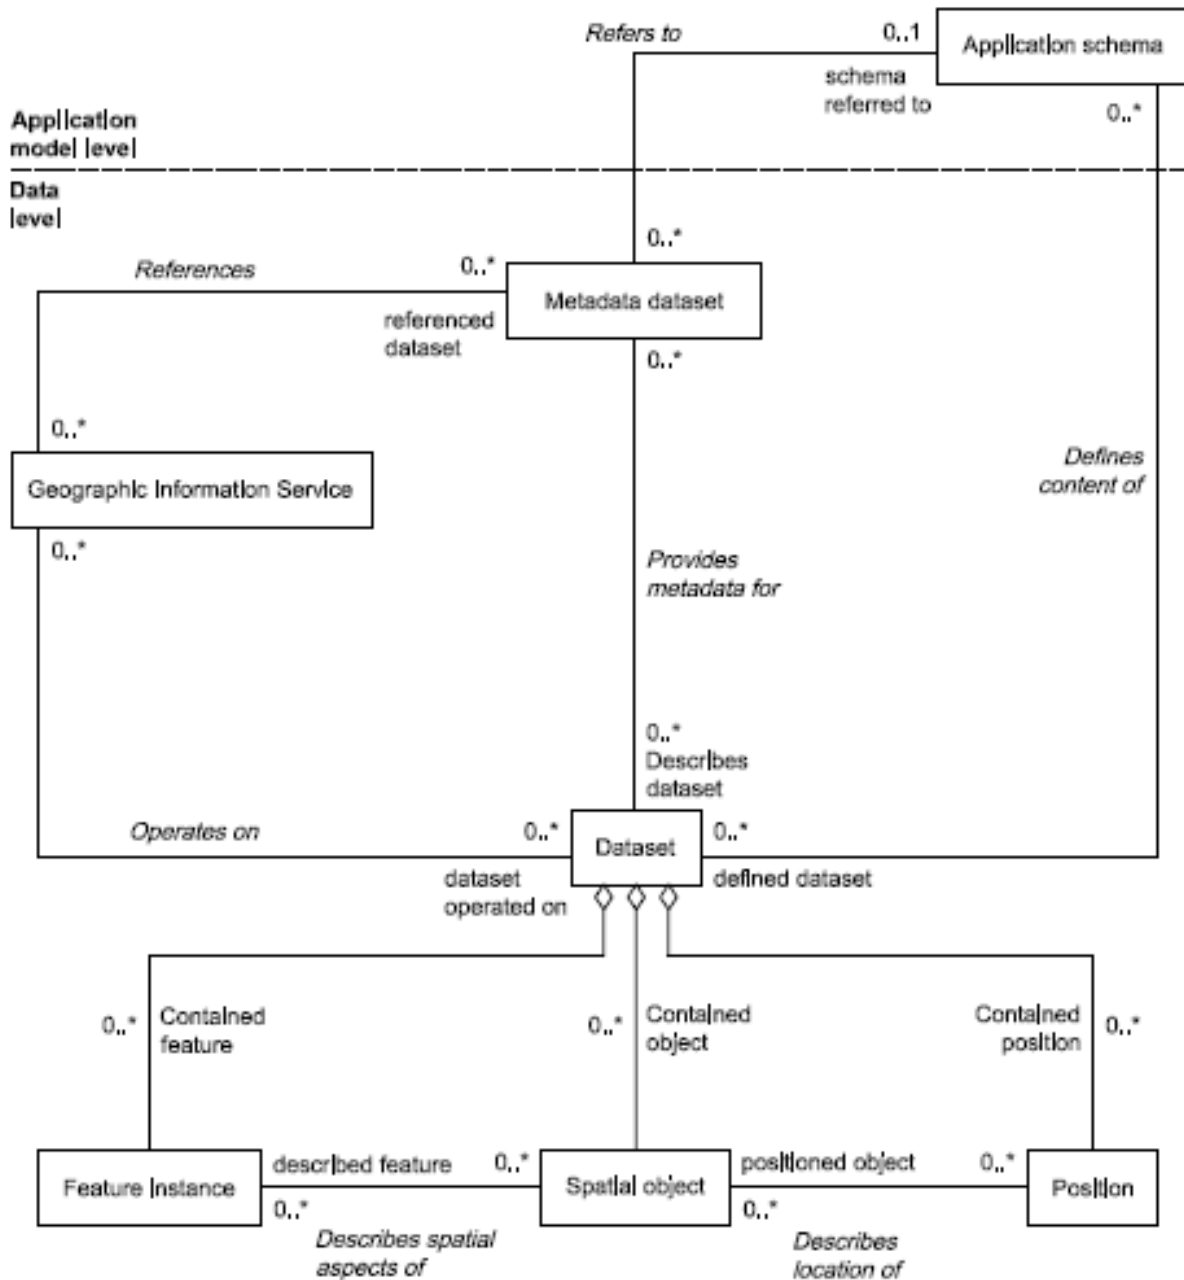 Refers to
0..1
Application schema
schema
referred to
0..*
Application
model level
Data
level
0..*
References
0..*
Metadata dataset
referenced
dataset
0..*
0..*
Geographic Information Service
0..*
Defines
content of
Provides
metadata for
0..*
Describes
dataset
Operates on
0..*
Dataset
0..*
dataset
operated on
defined dataset
0..*
Contained
feature
0..*
Contained
object
Contained
position
0..*
described feature
0..*
positioned object
0..*
Feature instance
Spatial object
Position
0..*
0..*
Describes spatial
aspects of
Describes
location of